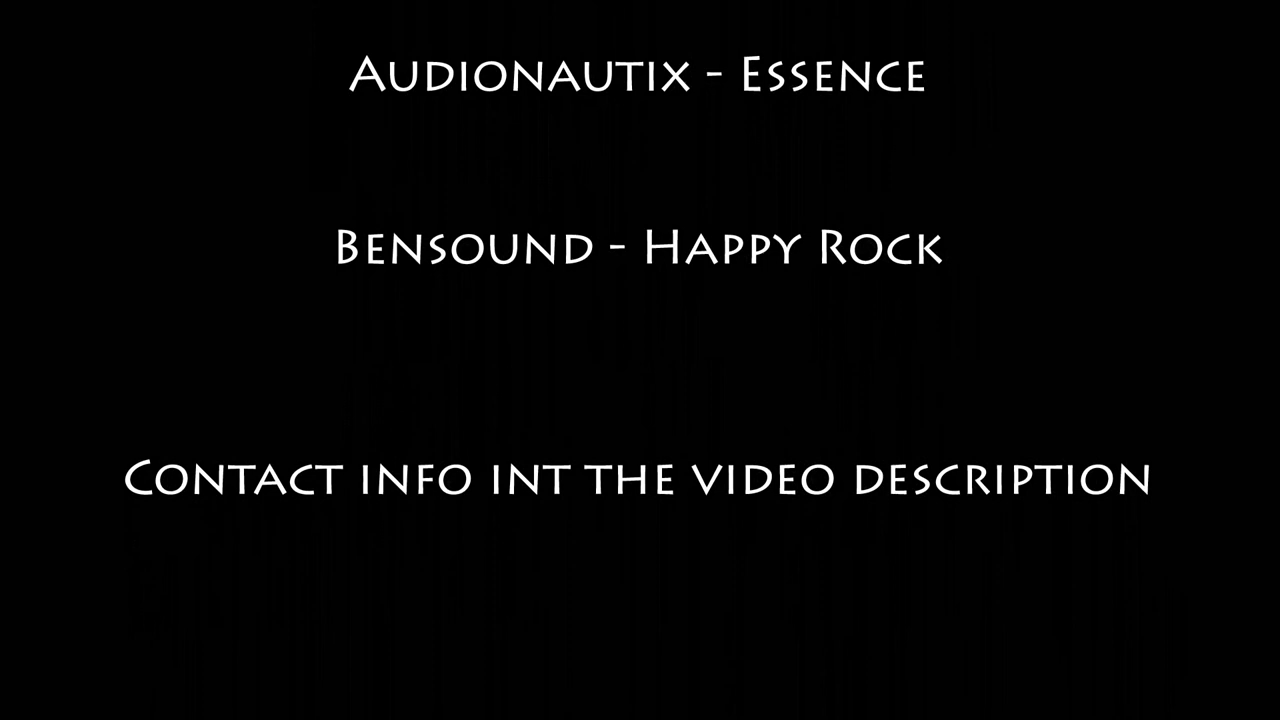 Audionautix - Essence
Bensound - Happy Rock
Contact info int the video description